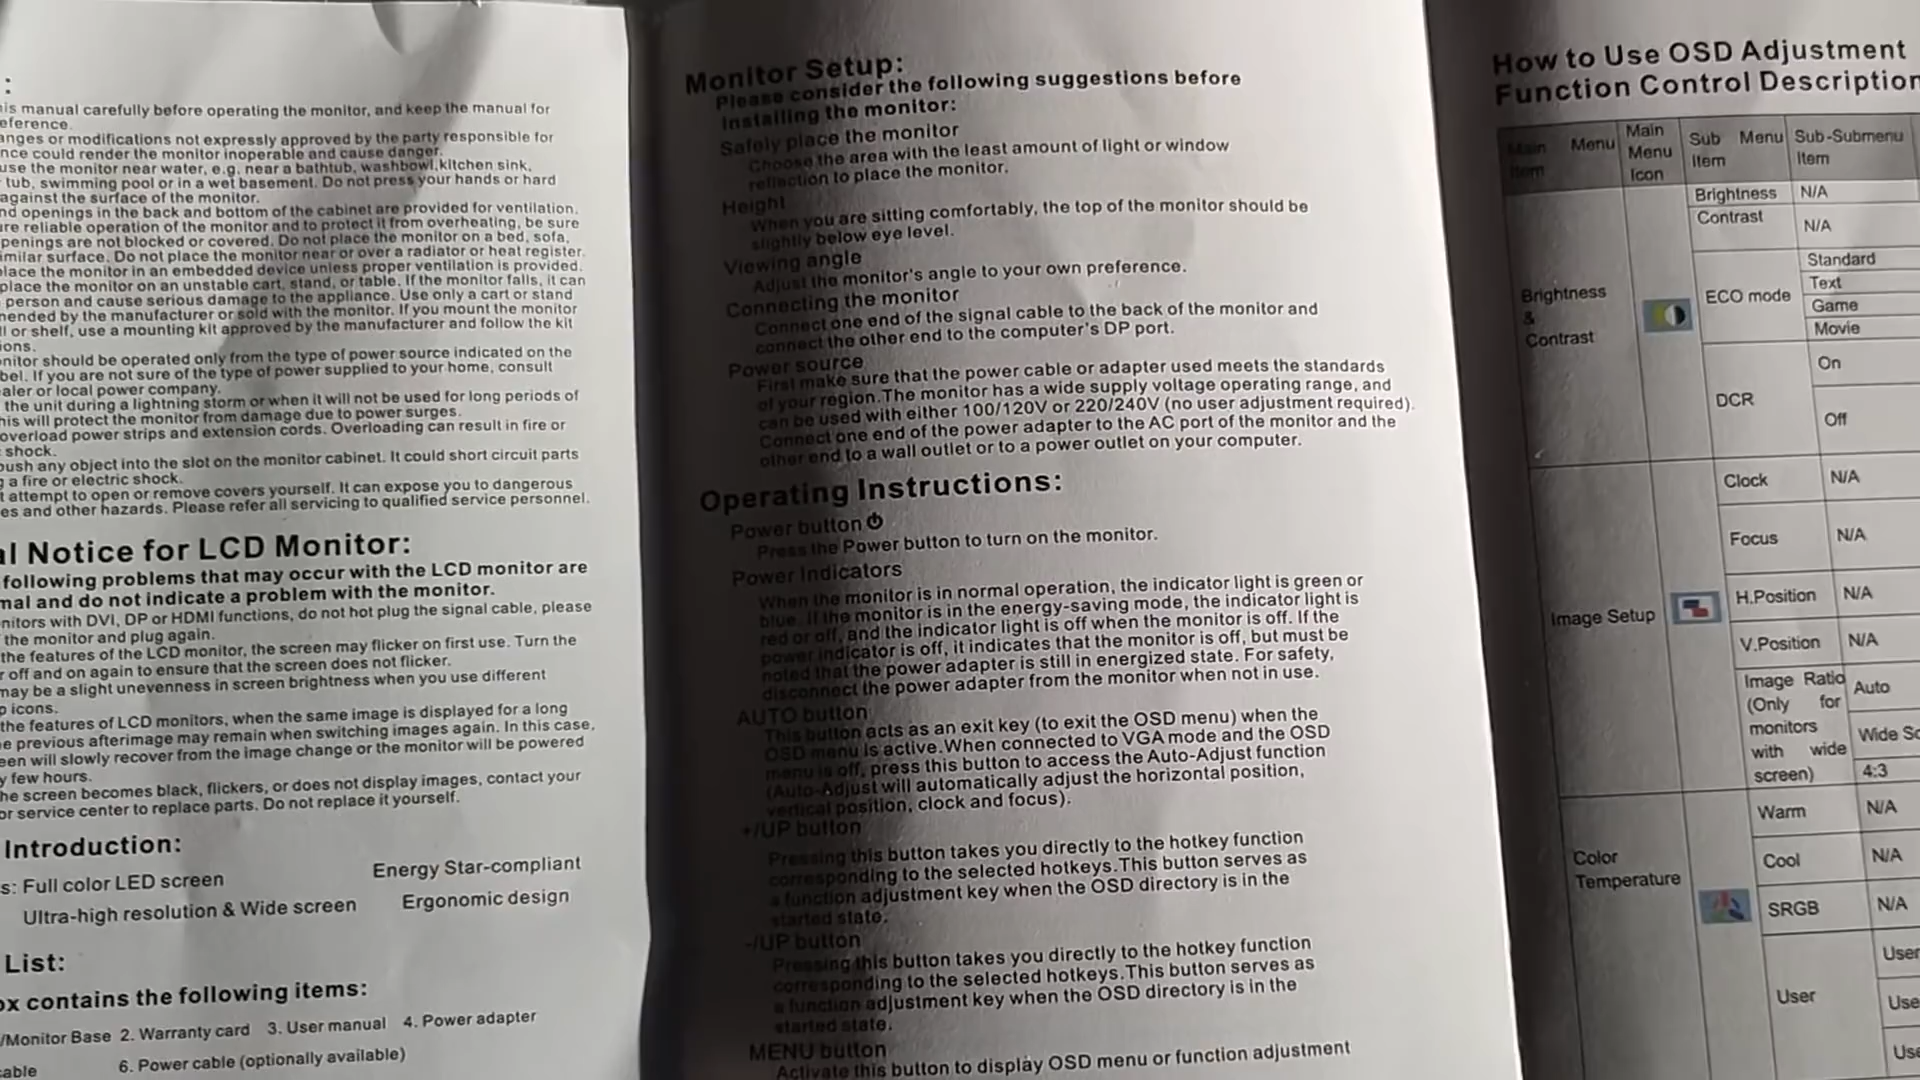 :
is manual carefully before operating the monitor, and keep the manual for
eference.
anges or modifications not expressly approved by the party responsible for
nce could render the monitor inoperable and cause danger.
use the monitor near water, e.g. near a bathtub, washbowl,kitchen sink,
tub, swimming pool or in a wet basement. Do not press your hands or hard
against the surface of the monitor.
nd openings in the back and bottom of the cabinet are provided for ventilation,
ure reliable operation of the monitor and to protect it from overheating, be sure
penings are not blocked or covered. Do not place the monitor on a bed, sofa,
imilar surface. Do not place the monitor near or over a radiator or heat register.
lace the monitor in an embedded device unless proper ventilation is provided.
place the monitor on an unstable cart, stand, or table. If the monitor falls, it can
person and cause serious damage to the appliance. Use only a cart or stand
mended by the manufacturer or sold with the monitor. If you mount the monitor
ll or shelf, use a mounting kit approved by the manufacturer and follow the kit
ions.
nitor should be operated only from the type of power source indicated on the
bel. If you are not sure of the type of power supplied to your home, consult
aler or local power company.
the unit during a lightning storm or when it will not be used for long periods of
his will protect the monitor from damage due to power surges.
overload power strips and extension cords. Overloading can result in fire or
shock.
push any object into the slot on the monitor cabinet. It could short circuit parts
g a fire or electric shock.
t attempt to open or remove covers yourself. It can expose you to dangerous
es and other hazards. Please refer all servicing to qualified service personnel.
al Notice for LCD Monitor:
following problems that may occur with the LCD monitor are
mal and do not indicate a problem with the monitor.
nitors with DVI, DP or HDMI functions, do not hot plug the signal cable, please
the monitor and plug again.
the features of the LCD monitor, the screen may flicker on first use. Turn the
r off and on again to ensure that the screen does not flicker.
may be a slight unevenness in screen brightness when you use different
p icons.
the features of LCD monitors, when the same image is displayed for a long
e previous afterimage may remain when switching images again. In this case,
een will slowly recover from the image change or the monitor will be powered
y few hours.
he screen becomes black, flickers, or does not display images, contact your
or service center to replace parts. Do not replace it yourself.
Introduction:
s: Full color LED screen Energy Star-compliant
Ultra-high resolution & Wide screen Ergonomic design
List:
ox contains the following items:
/Monitor Base 2. Warranty card 3. User manual 4. Power adapter
cable 6. Power cable (optionally available)
Monitor Setup:
Please consider the following suggestions before
installing the monitor:
Safely place the monitor
Choose the area with the least amount of light or window
reflection to place the monitor.
Height
When you are sitting comfortably, the top of the monitor should be
slightly below eye level.
Viewing angle
Adjust the monitor's angle to your own preference.
Connecting the monitor
Connect one end of the signal cable to the back of the monitor and
connect the other end to the computer's DP port.
Power source
First make sure that the power cable or adapter used meets the standards
of your region.The monitor has a wide supply voltage operating range, and
can be used with either 100/120V or 220/240V (no user adjustment required).
Connect one end of the power adapter to the AC port of the monitor and the
other end to a wall outlet or to a power outlet on your computer.
Operating Instructions:
Power button
Press the Power button to turn on the monitor.
Power Indicators
When the monitor is in normal operation, the indicator light is green or
blue. If the monitor is in the energy-saving mode, the indicator light is
red or off, and the indicator light is off when the monitor is off. If the
power indicator is off, it indicates that the monitor is off, but must be
noted that the power adapter is still in energized state. For safety,
disconnect the power adapter from the monitor when not in use.
AUTO button
This button acts as an exit key (to exit the OSD menu) when the
OSD menu is active.When connected to VGA mode and the OSD
menu is off, press this button to access the Auto-Adjust function
(Auto-Adjust will automatically adjust the horizontal position,
vertical position, clock and focus).
+/UP button
Pressing this button takes you directly to the hotkey function
corresponding to the selected hotkeys.This button serves as
a function adjustment key when the OSD directory is in the
started state.
-/UP button
Pressing this button takes you directly to the hotkey function
corresponding to the selected hotkeys.This button serves as
a function adjustment key when the OSD directory is in the
started state.
MENU button
Activate this button to display OSD menu or function adjustment
How to Use OSD Adjustment
Function Control Description
Main Menu Item
Main Menu Icon
Sub Menu Item
Sub-Submenu Item
Brightness & Contrast
Brightness N/A
Contrast N/A
ECO mode
Standard
Text
Game
Movie
DCR
On
Off
Image Setup
Clock N/A
Focus N/A
H.Position N/A
V.Position N/A
Image Ratio
(Only for
monitors
with wide
screen)
Auto
Wide Sc
4:3
Color
Temperature
Warm N/A
Cool N/A
SRGB N/A
User
User
Use
Use